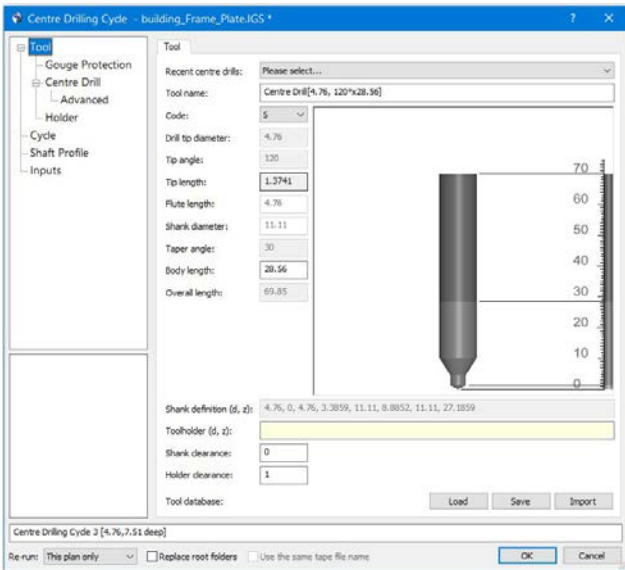 Centre Drilling Cycle - building_Frame_Plate.IGS *
? ×
Tool
Gouge Protection
Centre Drill
Advanced
Holder
Cycle
Shaft Profile
Inputs
Tool
Recent centre drills: Please select...
Tool name: Centre Drill[4.76, 120°x28.56]
Code: 5
Drill tip diameter: 4.76
Tip angle: 120
Tip length: 1.3741
Flute length: 4.76
Shank diameter: 11.11
Taper angle: 30
Body length: 28.56
Overall length: 69.85
70
60
50
40
30
20
10
0
Shank definition (d, z): 4.76, 0, 4.76, 3.3859, 11.11, 8.8852, 11.11, 27.1859
Toolholder (d, z):
Shank clearance: 0
Holder clearance: 1
Tool database: Load Save Import
Centre Drilling Cycle 3 [4.76,7.51 deep]
Re-run: This plan only Replace root folders Use the same tape file name OK Cancel